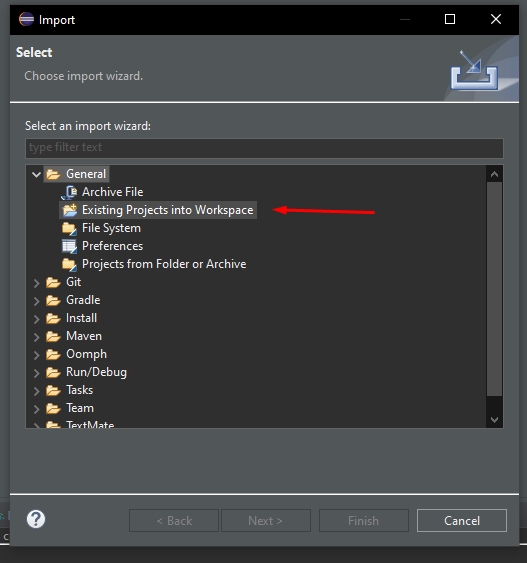 Import
Select
Choose import wizard.
Select an import wizard:
type filter text
General
Archive File
Existing Projects into Workspace
File System
Preferences
Projects from Folder or Archive
Git
Gradle
Install
Maven
Oomph
Run/Debug
Tasks
Team
TextMate
< Back
Next >
Finish
Cancel